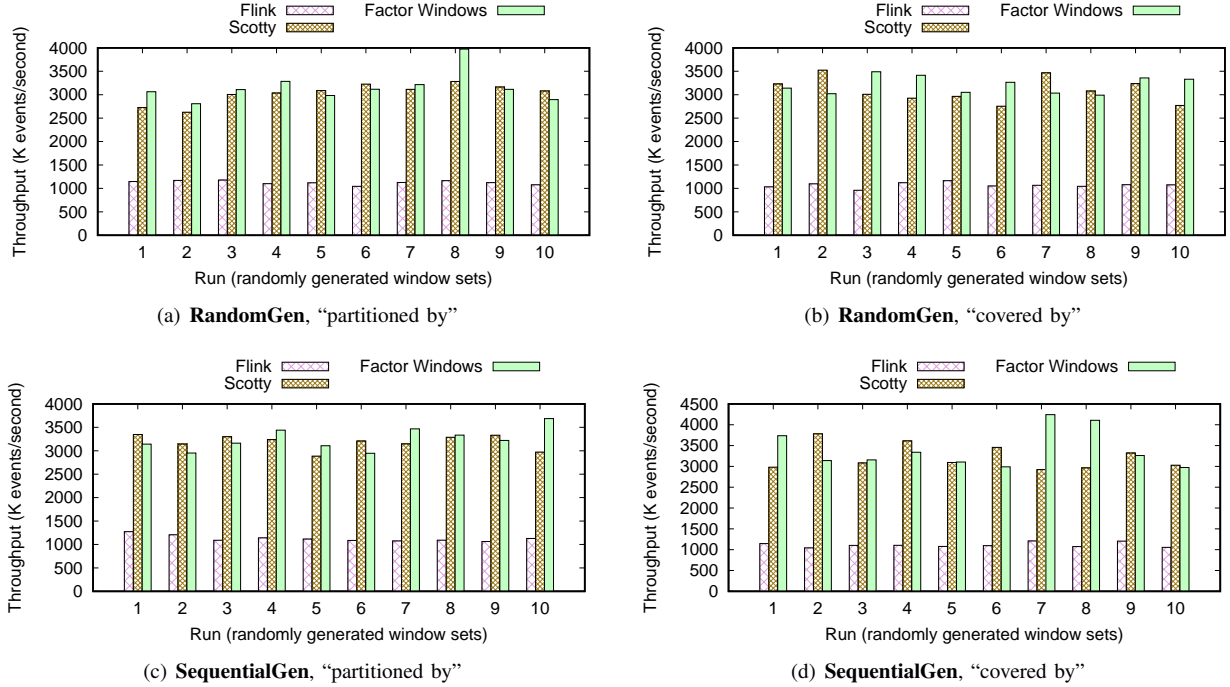 Flink
Factor Windows
Scotty
Throughput (K events/second)
4000
3500
3000
2500
2000
1500
1000
500
0
1 2 3 4 5 6 7 8 9 10
Run (randomly generated window sets)
(a) RandomGen, “partitioned by”
Flink
Factor Windows
Scotty
Throughput (K events/second)
4000
3500
3000
2500
2000
1500
1000
500
0
1 2 3 4 5 6 7 8 9 10
Run (randomly generated window sets)
(b) RandomGen, “covered by”
Flink
Factor Windows
Scotty
Throughput (K events/second)
4000
3500
3000
2500
2000
1500
1000
500
0
1 2 3 4 5 6 7 8 9 10
Run (randomly generated window sets)
(c) SequentialGen, “partitioned by”
Flink
Factor Windows
Scotty
Throughput (K events/second)
4500
4000
3500
3000
2500
2000
1500
1000
500
0
1 2 3 4 5 6 7 8 9 10
Run (randomly generated window sets)
(d) SequentialGen, “covered by”